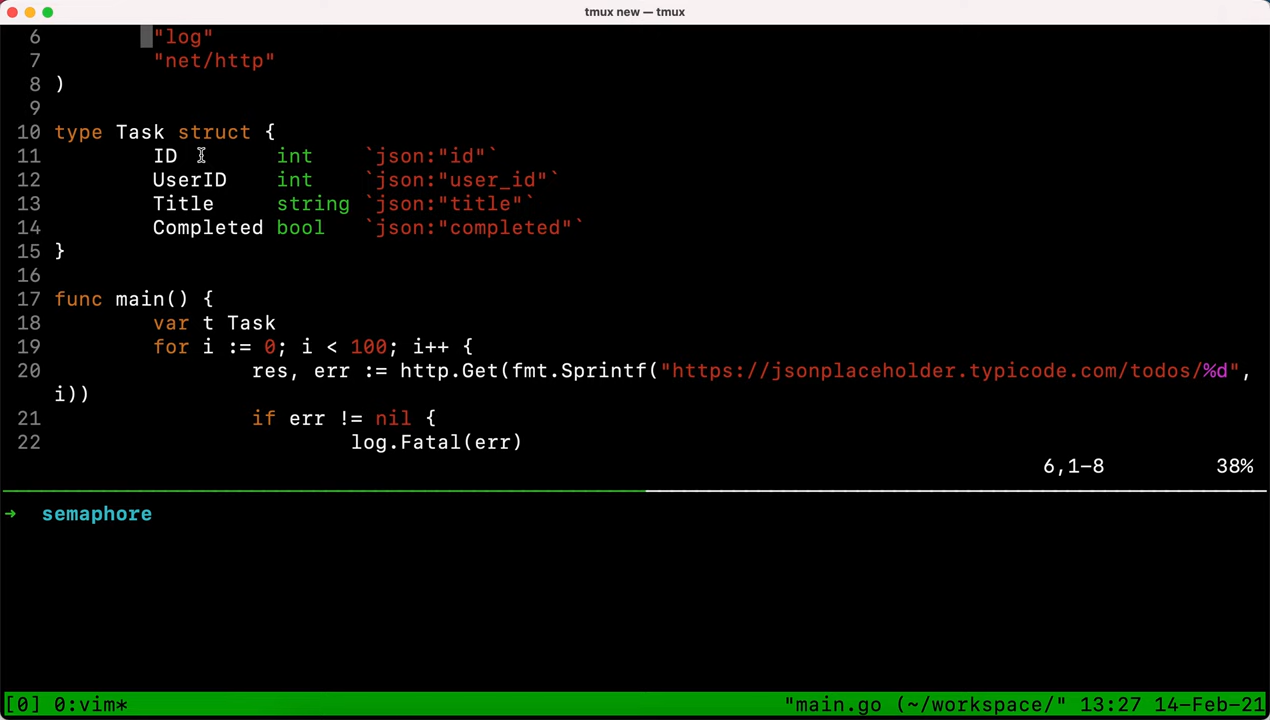 tmux new — tmux
6 "log"
7 "net/http"
8 )
9
10 type Task struct {
11 ID int `json:"id"`
12 UserID int `json:"user_id"`
13 Title string `json:"title"`
14 Completed bool `json:"completed"`
15 }
16
17 func main() {
18 var t Task
19 for i := 0; i < 100; i++ {
20 res, err := http.Get(fmt.Sprintf("https://jsonplaceholder.typicode.com/todos/%d",
i))
21 if err != nil {
22 log.Fatal(err)
6,1-8 38%
→ semaphore
[0] 0:vim* "main.go (~/workspace/" 13:27 14-Feb-21